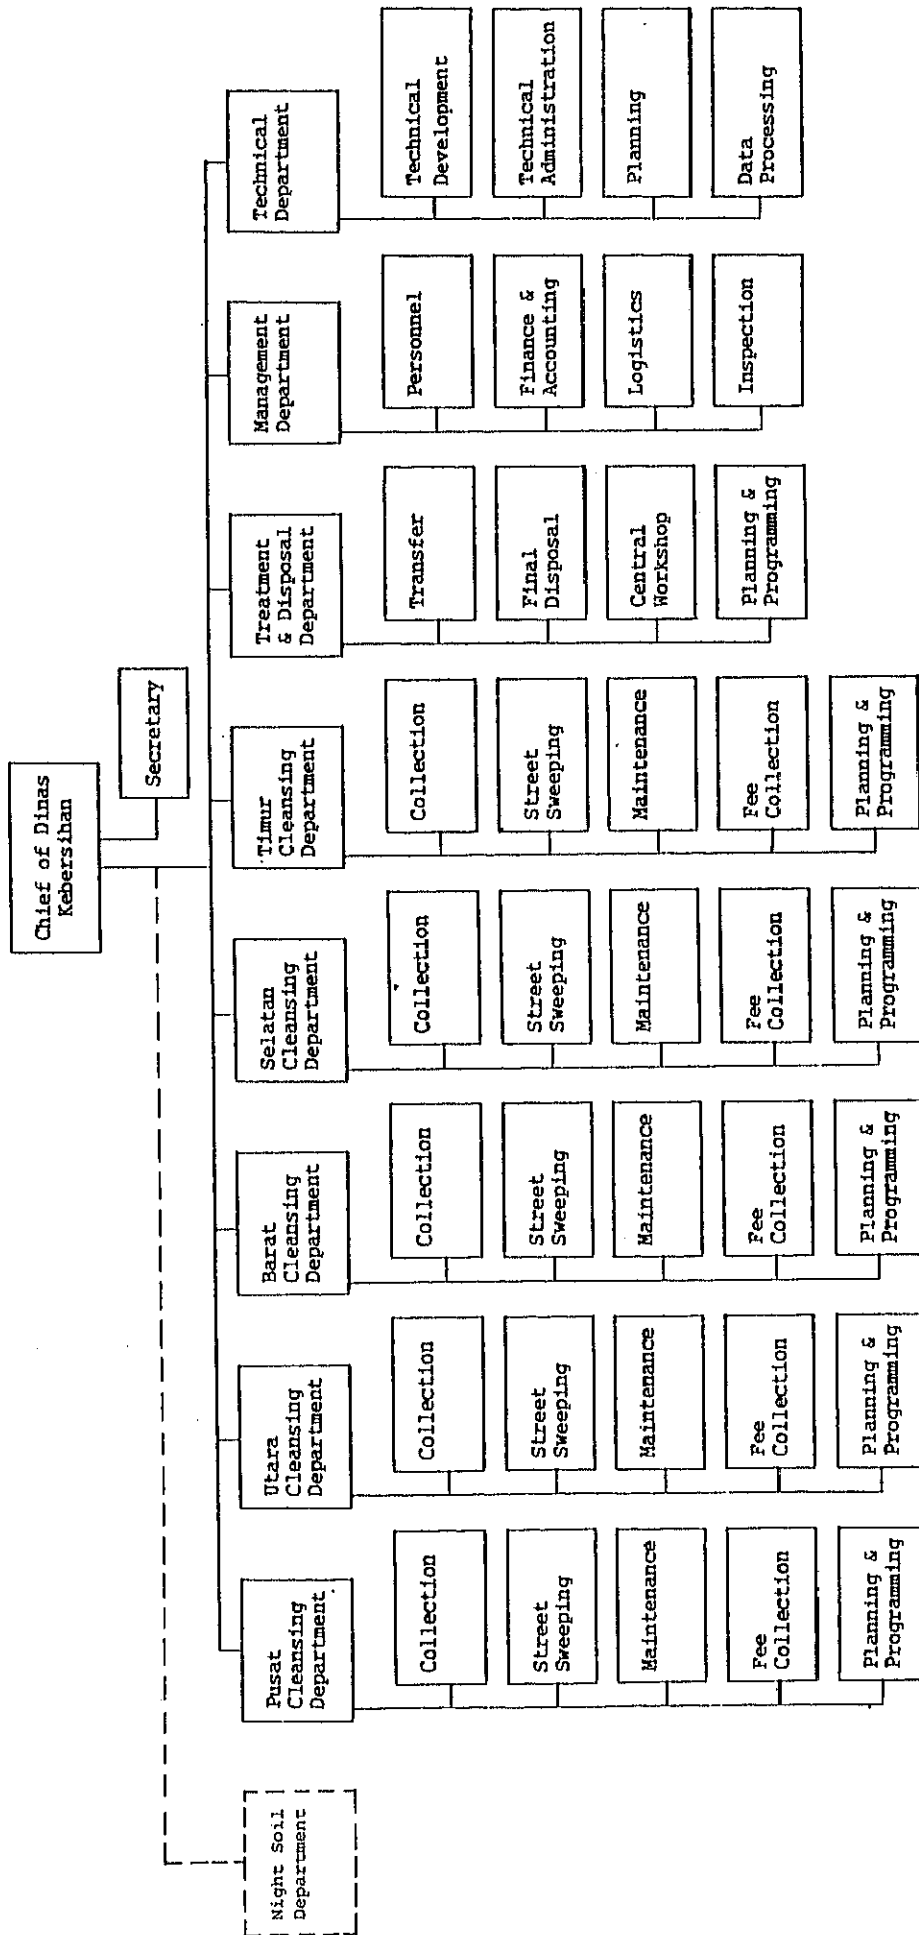 Chief of Dinas
Kebersihan
Secretary
Night Soil
Department
Pusat
Cleansing
Department
Collection
Street
Sweeping
Maintenance
Fee
Collection
Planning &
Programming
Utara
Cleansing
Department
Collection
Street
Sweeping
Maintenance
Fee
Collection
Planning &
Programming
Barat
Cleansing
Department
Collection
Street
Sweeping
Maintenance
Fee
Collection
Planning &
Programming
Selatan
Cleansing
Department
Collection
Street
Sweeping
Maintenance
Fee
Collection
Planning &
Programming
Timur
Cleansing
Department
Collection
Street
Sweeping
Maintenance
Fee
Collection
Planning &
Programming
Treatment
& Disposal
Department
Transfer
Final
Disposal
Central
Workshop
Planning &
Programming
Management
Department
Personnel
Finance &
Accounting
Logistics
Inspection
Technical
Department
Technical
Development
Technical
Administration
Planning
Data
Processing